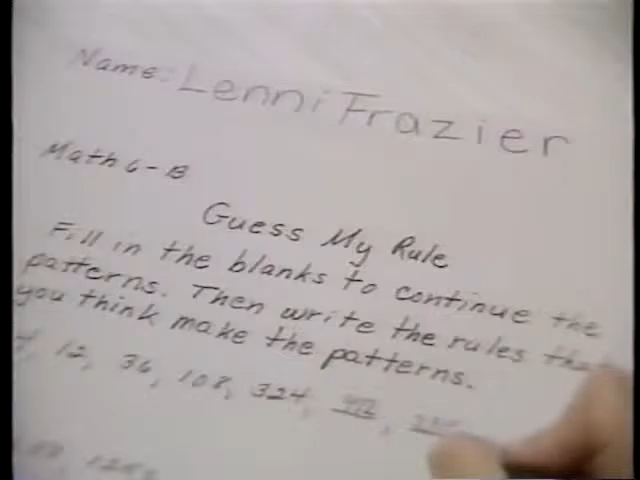 Name: Lenni Frazier
Math 6-B
Guess My Rule
Fill in the blanks to continue the
patterns. Then write the rules
you think make the patterns.
12, 36, 108, 324, 972,